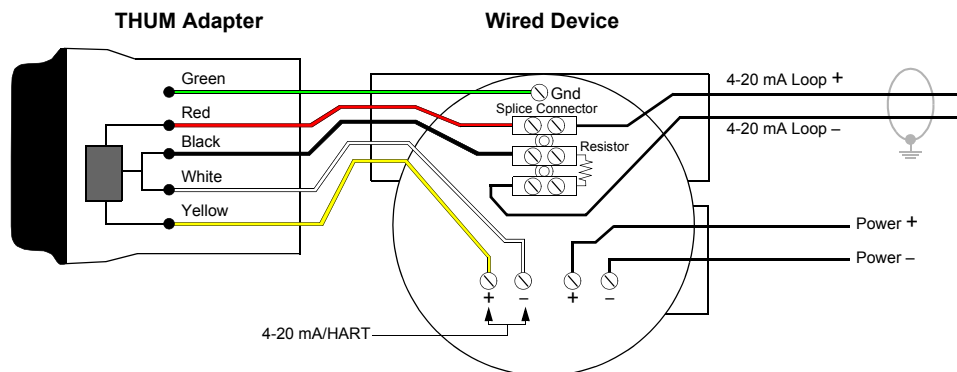 THUM Adapter
Wired Device
Green
Red
Black
White
Yellow
Gnd
Splice Connector
Resistor
4-20 mA Loop +
4-20 mA Loop –
Power +
Power –
+ –
+ –
4-20 mA/HART